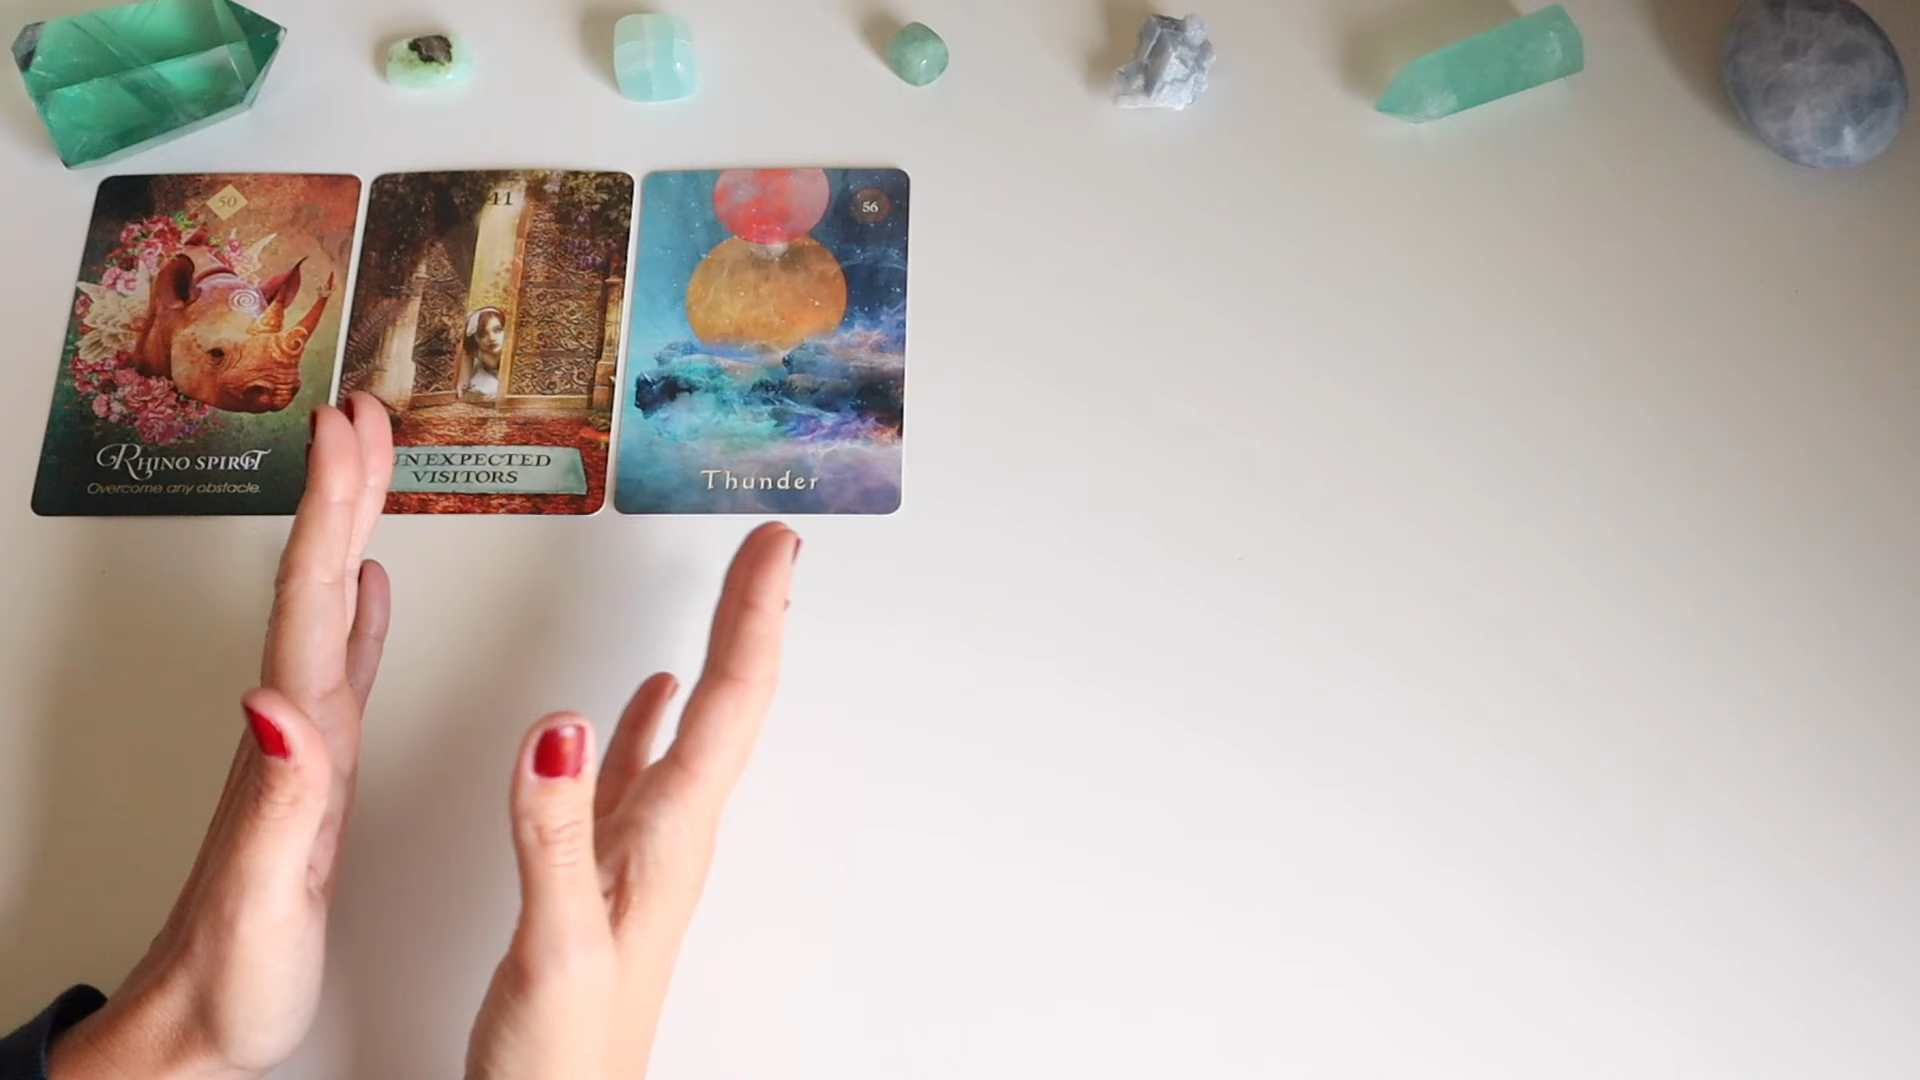 50
RHINO SPIRIT
Overcome any obstacle.
41
UNEXPECTED
VISITORS
56
Thunder